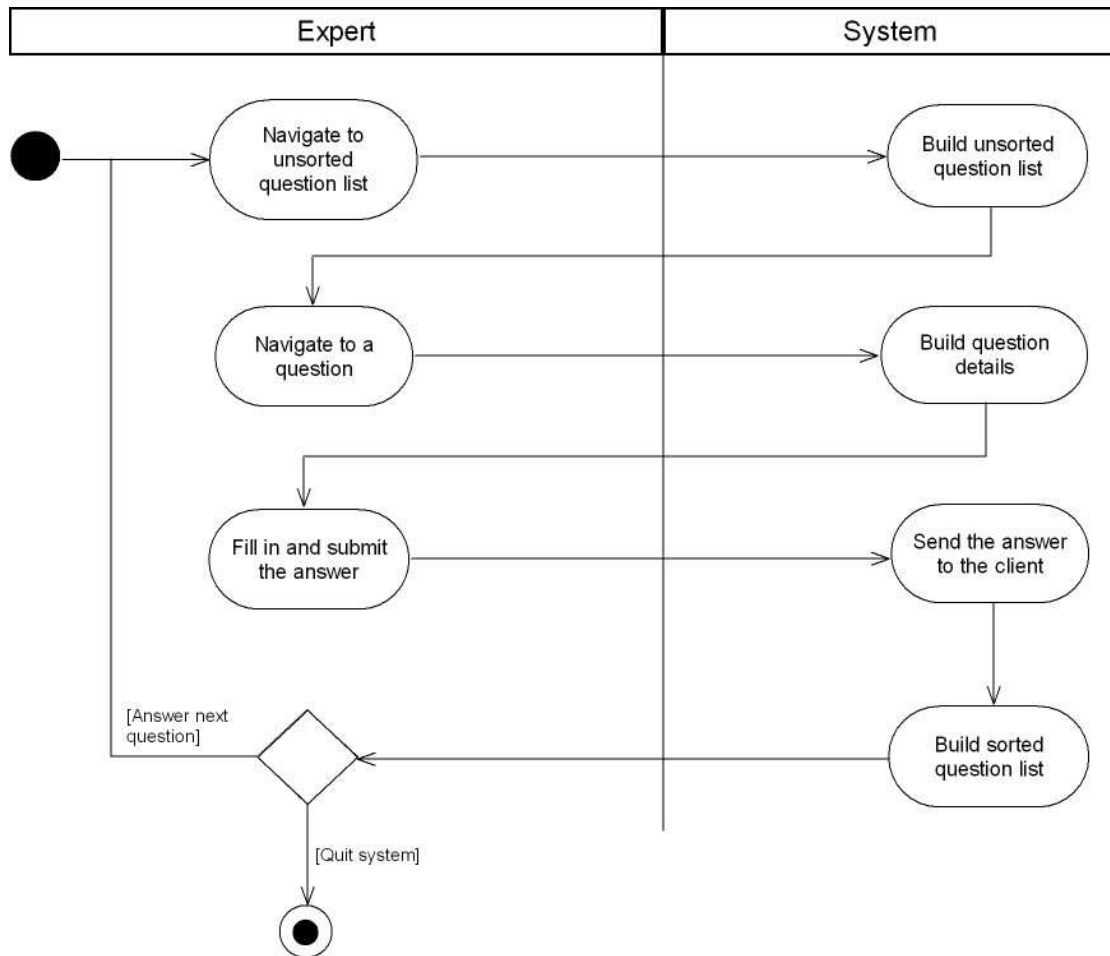 Expert
System
Navigate to
unsorted
question list
Build unsorted
question list
Navigate to a
question
Build question
details
Fill in and submit
the answer
Send the answer
to the client
[Answer next
question]
Build sorted
question list
[Quit system]